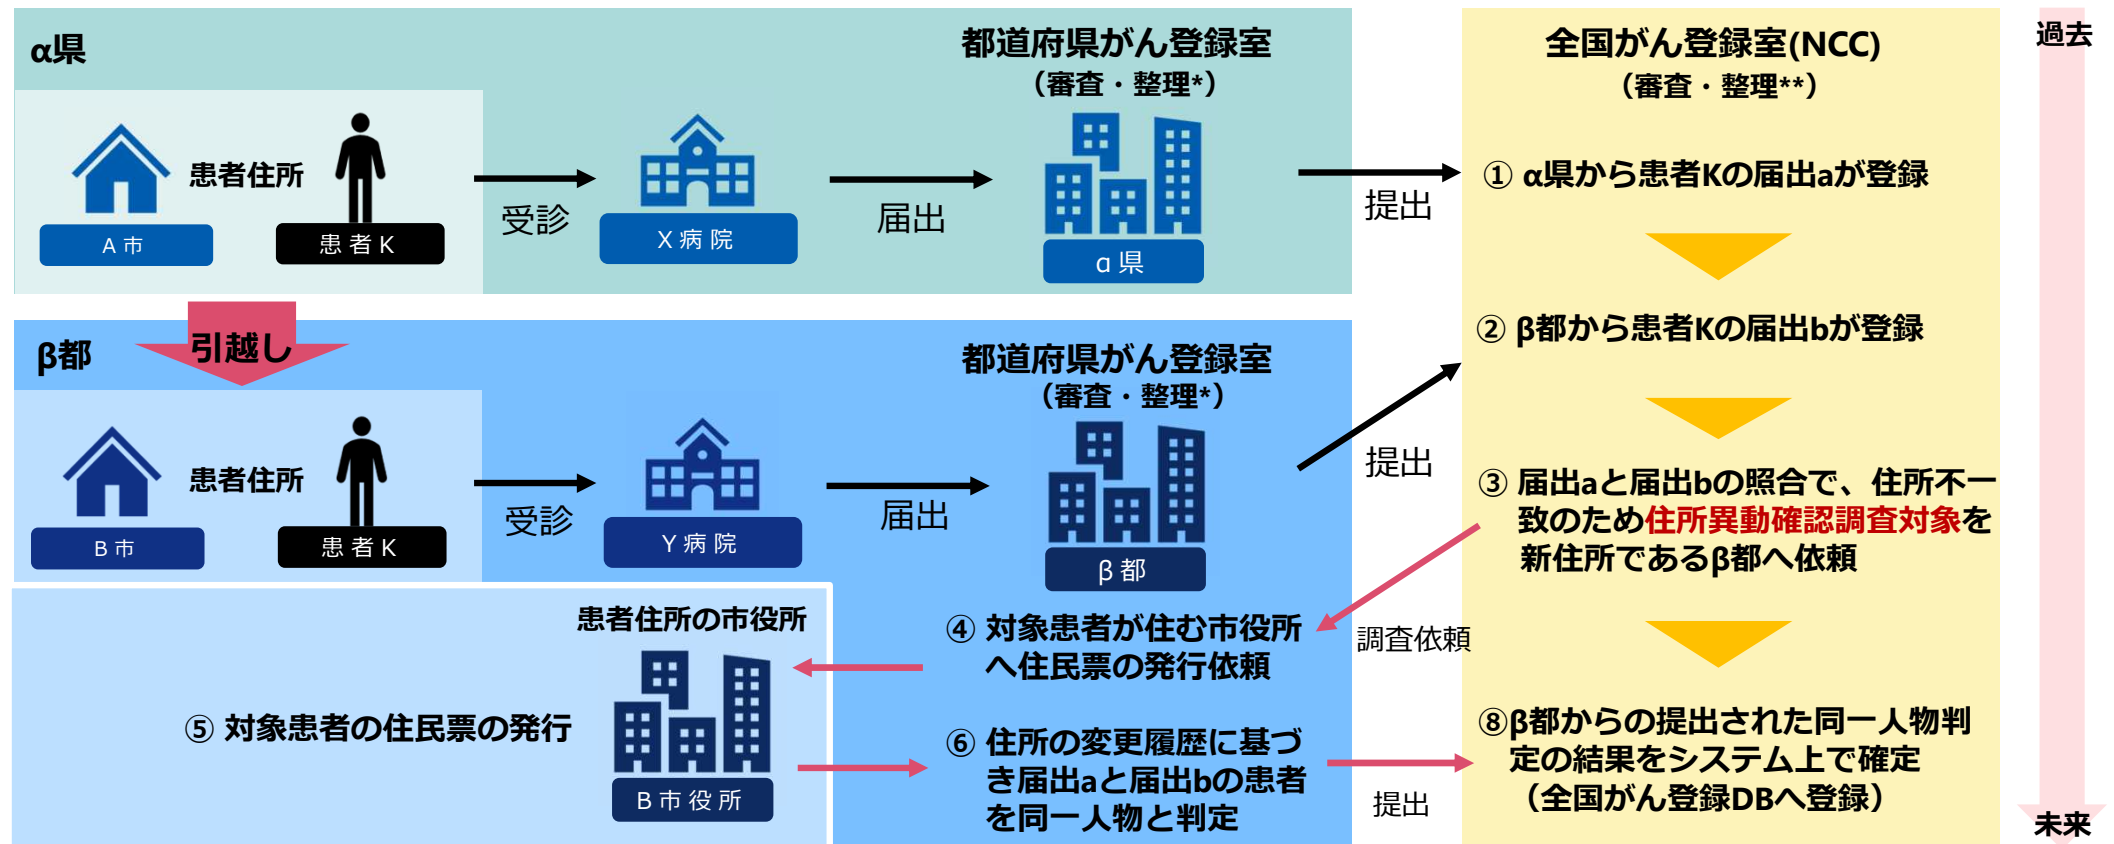 α県
都道府県がん登録室
（審査・整理*）
患者住所
A市
患者K
受診
X病院
届出
α県
提出
引越し
β都
都道府県がん登録室
（審査・整理*）
患者住所
B市
患者K
受診
Y病院
届出
β都
提出
患者住所の市役所
⑤ 対象患者の住民票の発行
B市役所
④ 対象患者が住む市役所
へ住民票の発行依頼
⑥ 住所の変更履歴に基づ
き届出aと届出bの患者
を同一人物と判定
調査依頼
提出
全国がん登録室(NCC)
（審査・整理**）
① α県から患者Kの届出aが登録
② β都から患者Kの届出bが登録
③ 届出aと届出bの照合で、住所不一
致のため住所異動確認調査対象を
新住所であるβ都へ依頼
⑧β都からの提出された同一人物判
定の結果をシステム上で確定
（全国がん登録DBへ登録）
過去
未来